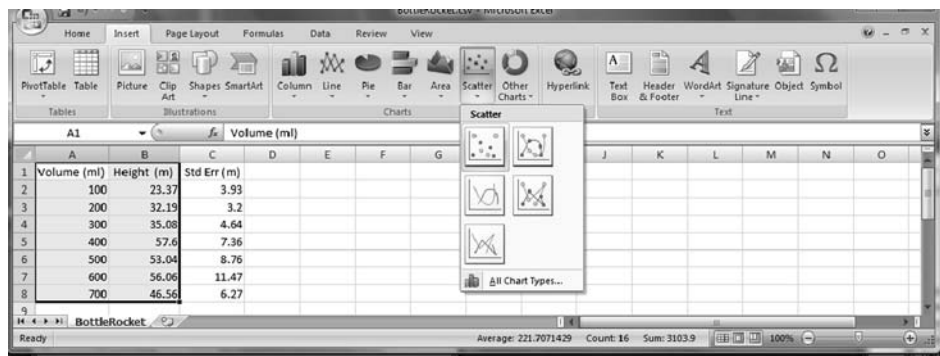 BottleRocket.csv - Microsoft Excel
Home Insert Page Layout Formulas Data Review View
PivotTable Table Picture Clip Art Shapes SmartArt Column Line Pie Bar Area Scatter Other Charts Hyperlink Text Box Header & Footer WordArt Signature Line Object Symbol
Tables Illustrations Charts Text
Scatter
All Chart Types...
A1 fx Volume (ml)
A B C D E F G J K L M N O
1 Volume (ml) Height (m) Std Err (m)
2 100 23.37 3.93
3 200 32.19 3.2
4 300 35.08 4.64
5 400 57.6 7.36
6 500 53.04 8.76
7 600 56.06 11.47
8 700 46.56 6.27
9
BottleRocket
Ready Average: 221.7071429 Count: 16 Sum: 3103.9 100%